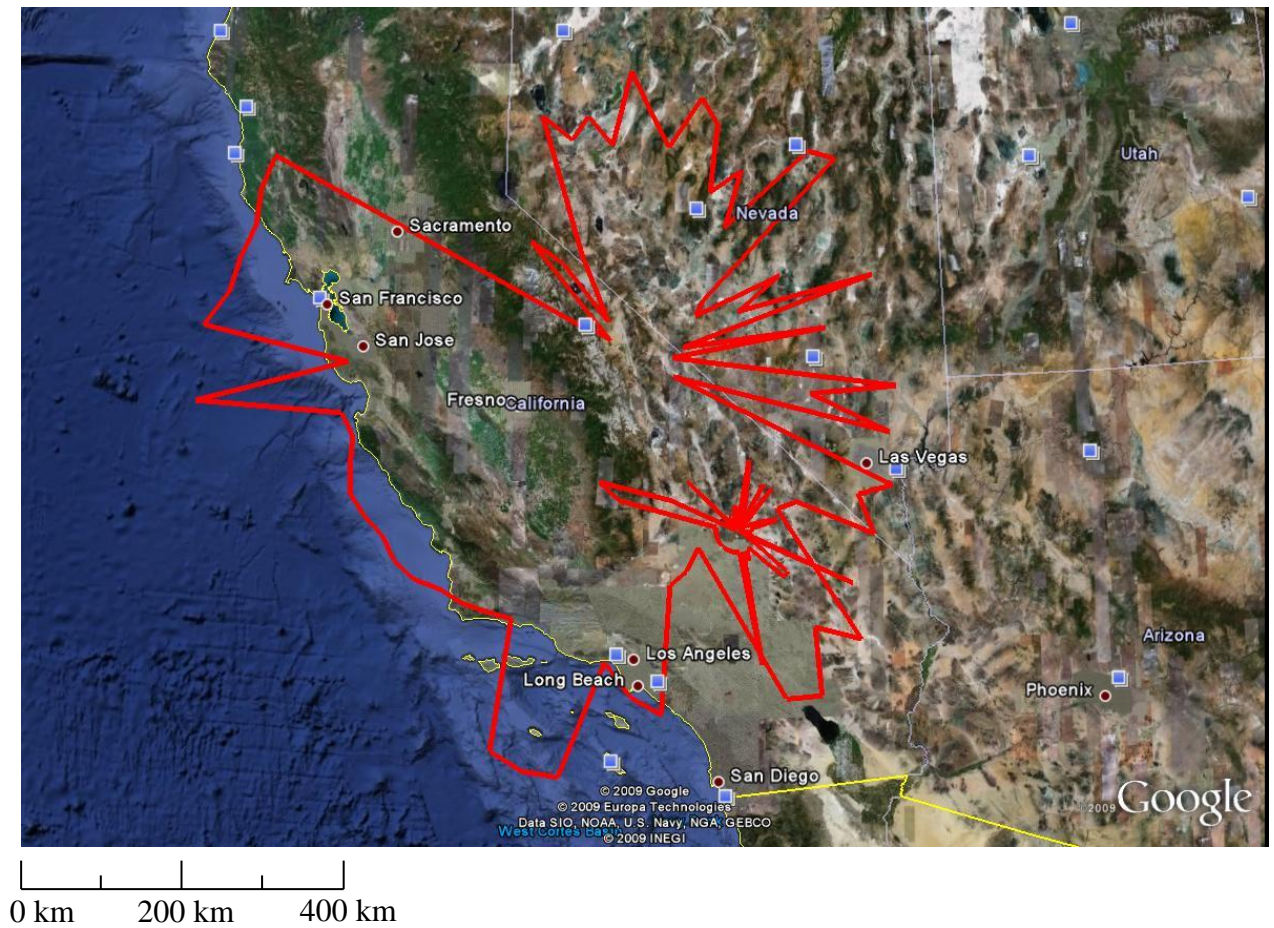 Utah
Nevada
Sacramento
San Francisco
San Jose
Fresno
California
Las Vegas
Los Angeles
Long Beach
Arizona
Phoenix
San Diego
© 2009 Google
© 2009 Europa Technologies
Data SIO, NOAA, U.S. Navy, NGA, GEBCO
West Cortes Basin
© 2009 INEGI
©2009 Google
0 km 200 km 400 km